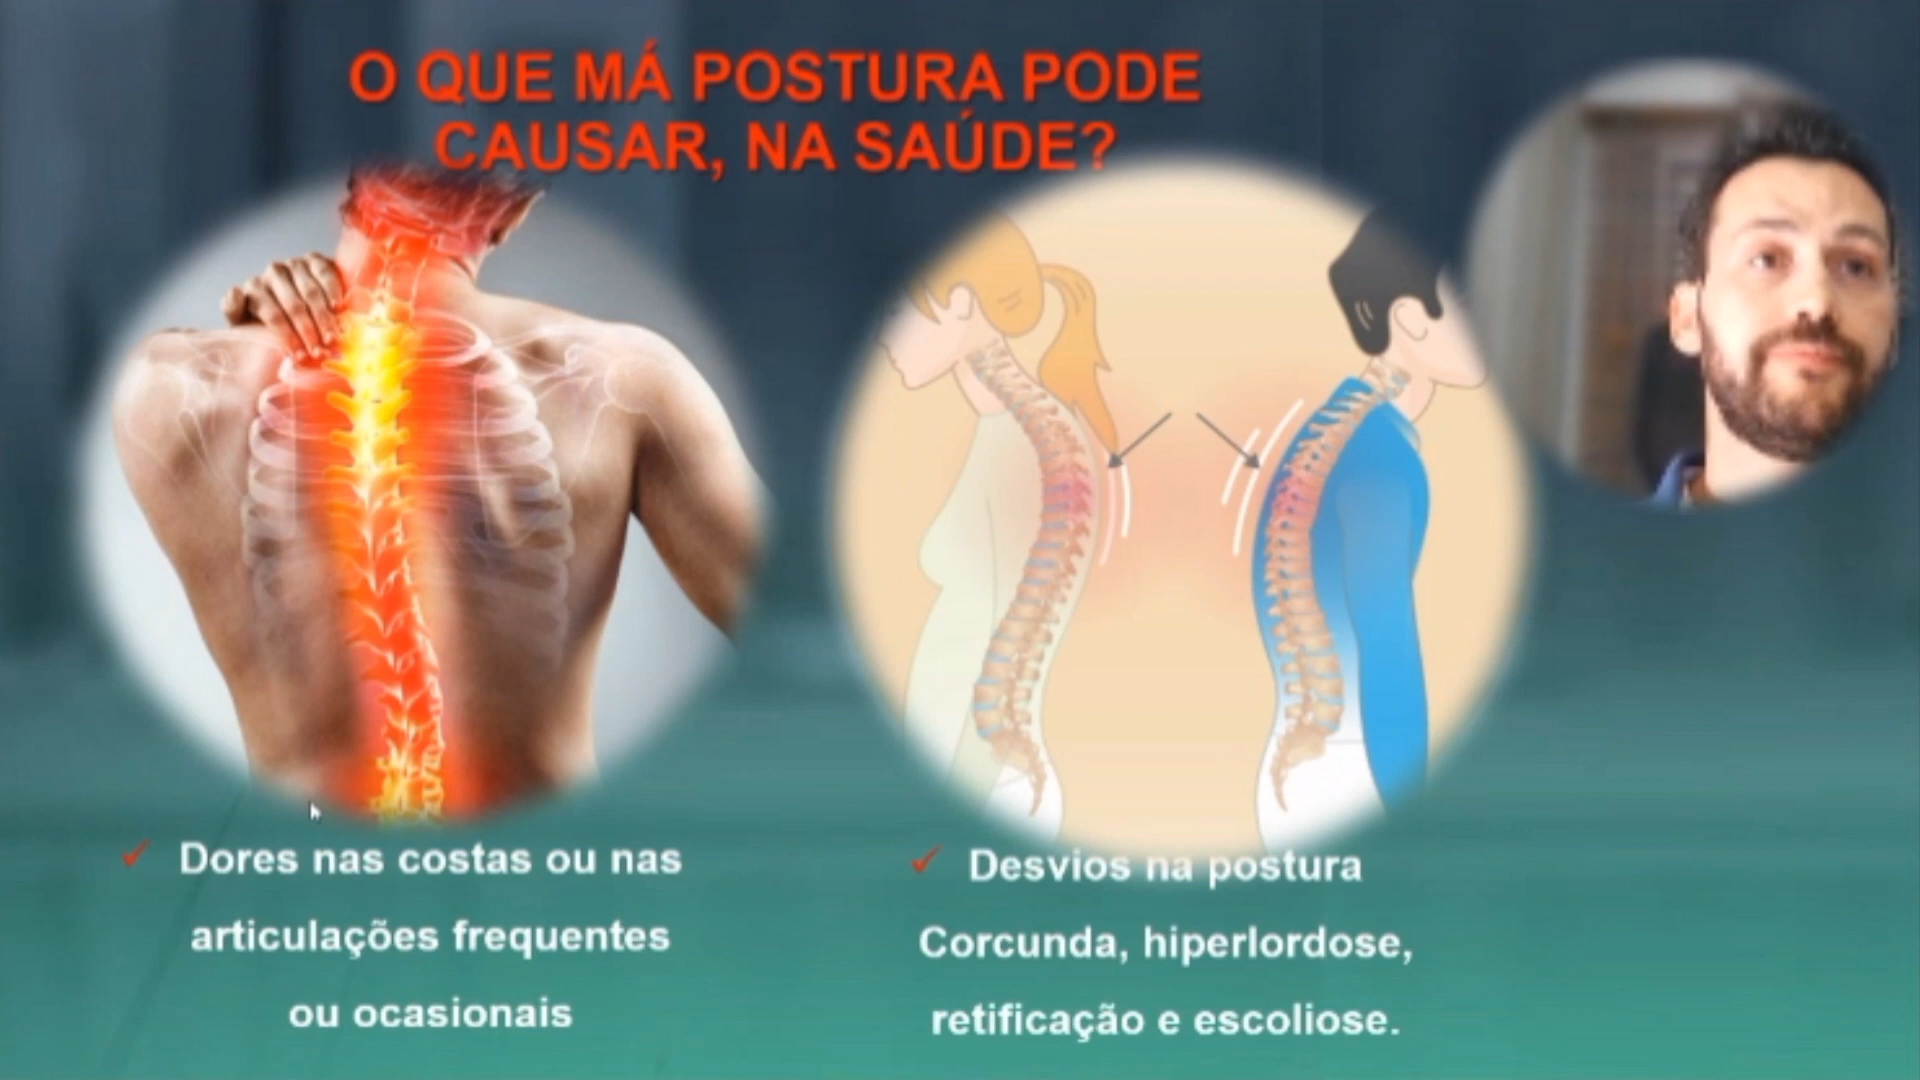 O QUE MÁ POSTURA PODE
CAUSAR, NA SAÚDE?
Dores nas costas ou nas
articulações frequentes
ou ocasionais
Desvios na postura
Corcunda, hiperlordose,
retificação e escoliose.